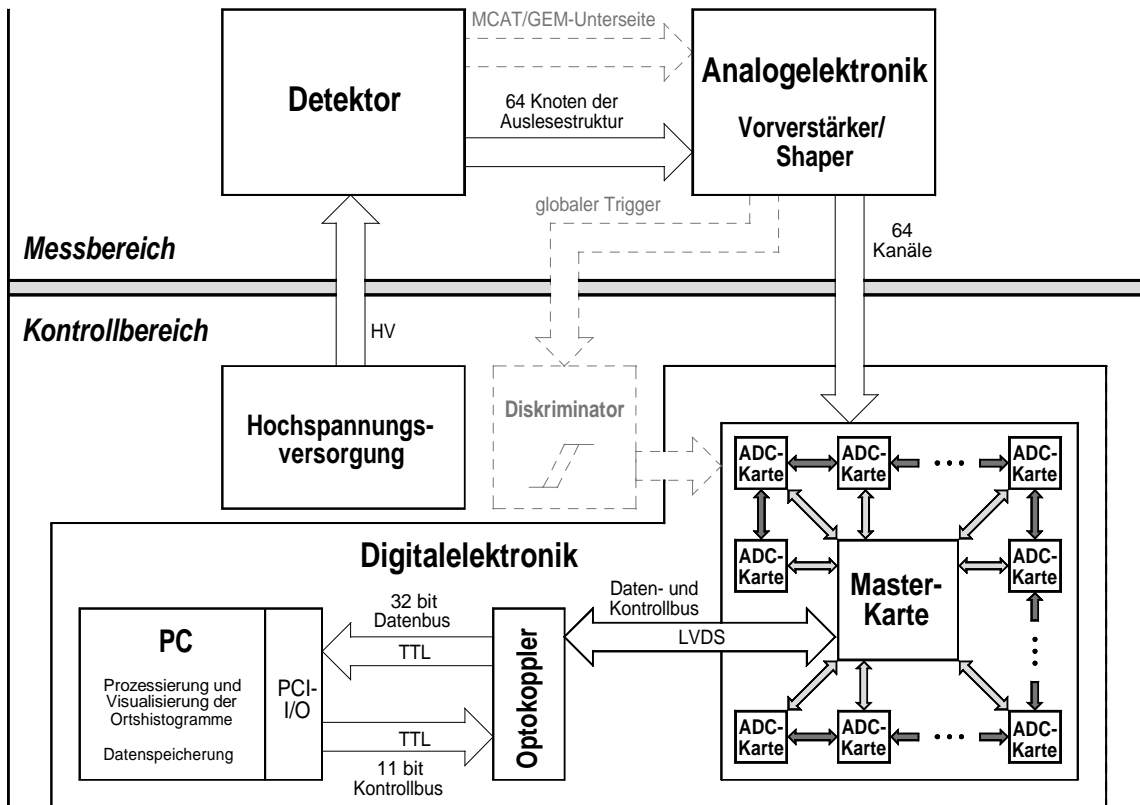 MCAT/GEM-Unterseite
Detektor
64 Knoten der
Auslesestruktur
Analogelektronik
Vorverstärker/
Shaper
globaler Trigger
64
Kanäle
Messbereich
Kontrollbereich
HV
Hochspannungs-
versorgung
Diskriminator
ADC-
Karte
ADC-
Karte
ADC-
Karte
ADC-
Karte
ADC-
Karte
Master-
Karte
ADC-
Karte
ADC-
Karte
ADC-
Karte
Digitalelektronik
Daten- und
Kontrollbus
LVDS
Optokoppler
32 bit
Datenbus
TTL
TTL
11 bit
Kontrollbus
PC
Prozessierung und
Visualisierung der
Ortshistogramme
Datenspeicherung
PCI-
I/O